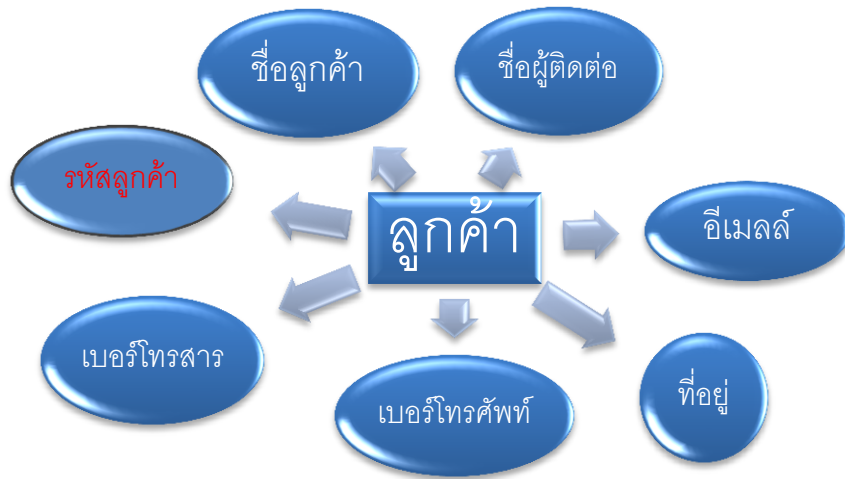 ชื่อลูกค้า
ชื่อผู้ติดต่อ
รหัสลูกค้า
ลูกค้า
อีเมลล์
เบอร์โทรสาร
เบอร์โทรศัพท์
ที่อยู่